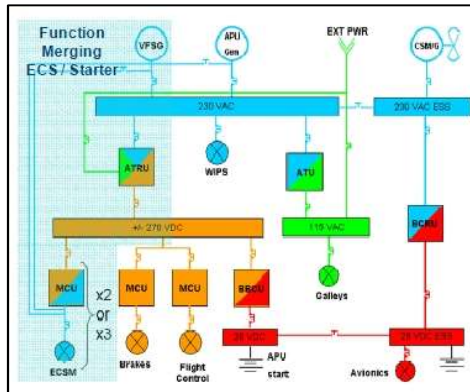 Function
Merging
ECS / Starter
VFSG
APU
Gen
EXT PWR
CSM/G
230 VAC
230 VAC ESS
ATRU
WIPS
ATU
+/- 270 VDC
115 VAC
BCRU
MCU
x2
or
x3
MCU
MCU
BBCU
Galleys
28 VDC
28 VDC ESS
ECSM
Brakes
Flight
Control
APU
start
Avionics